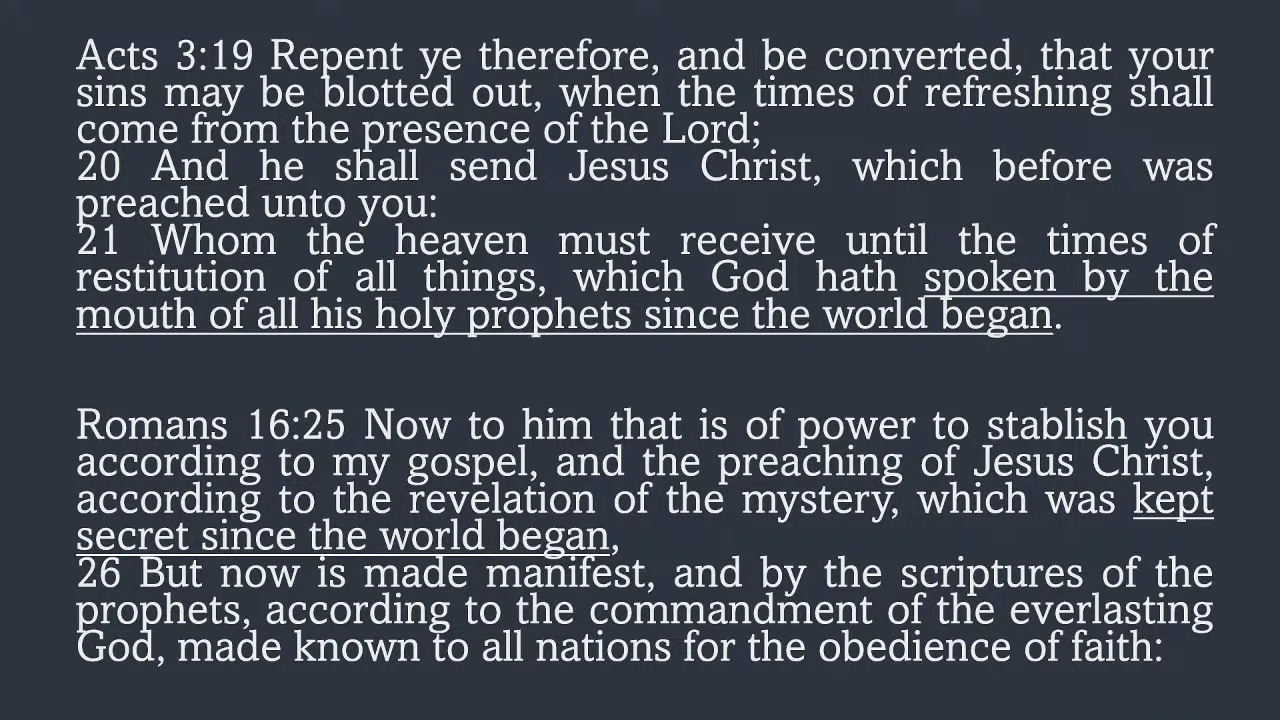 Acts 3:19 Repent ye therefore, and be converted, that your
sins may be blotted out, when the times of refreshing shall
come from the presence of the Lord;
20 And he shall send Jesus Christ, which before was
preached unto you:
21 Whom the heaven must receive until the times of
restitution of all things, which God hath spoken by the
mouth of all his holy prophets since the world began.
Romans 16:25 Now to him that is of power to stablish you
according to my gospel, and the preaching of Jesus Christ,
according to the revelation of the mystery, which was kept
secret since the world began,
26 But now is made manifest, and by the scriptures of the
prophets, according to the commandment of the everlasting
God, made known to all nations for the obedience of faith: